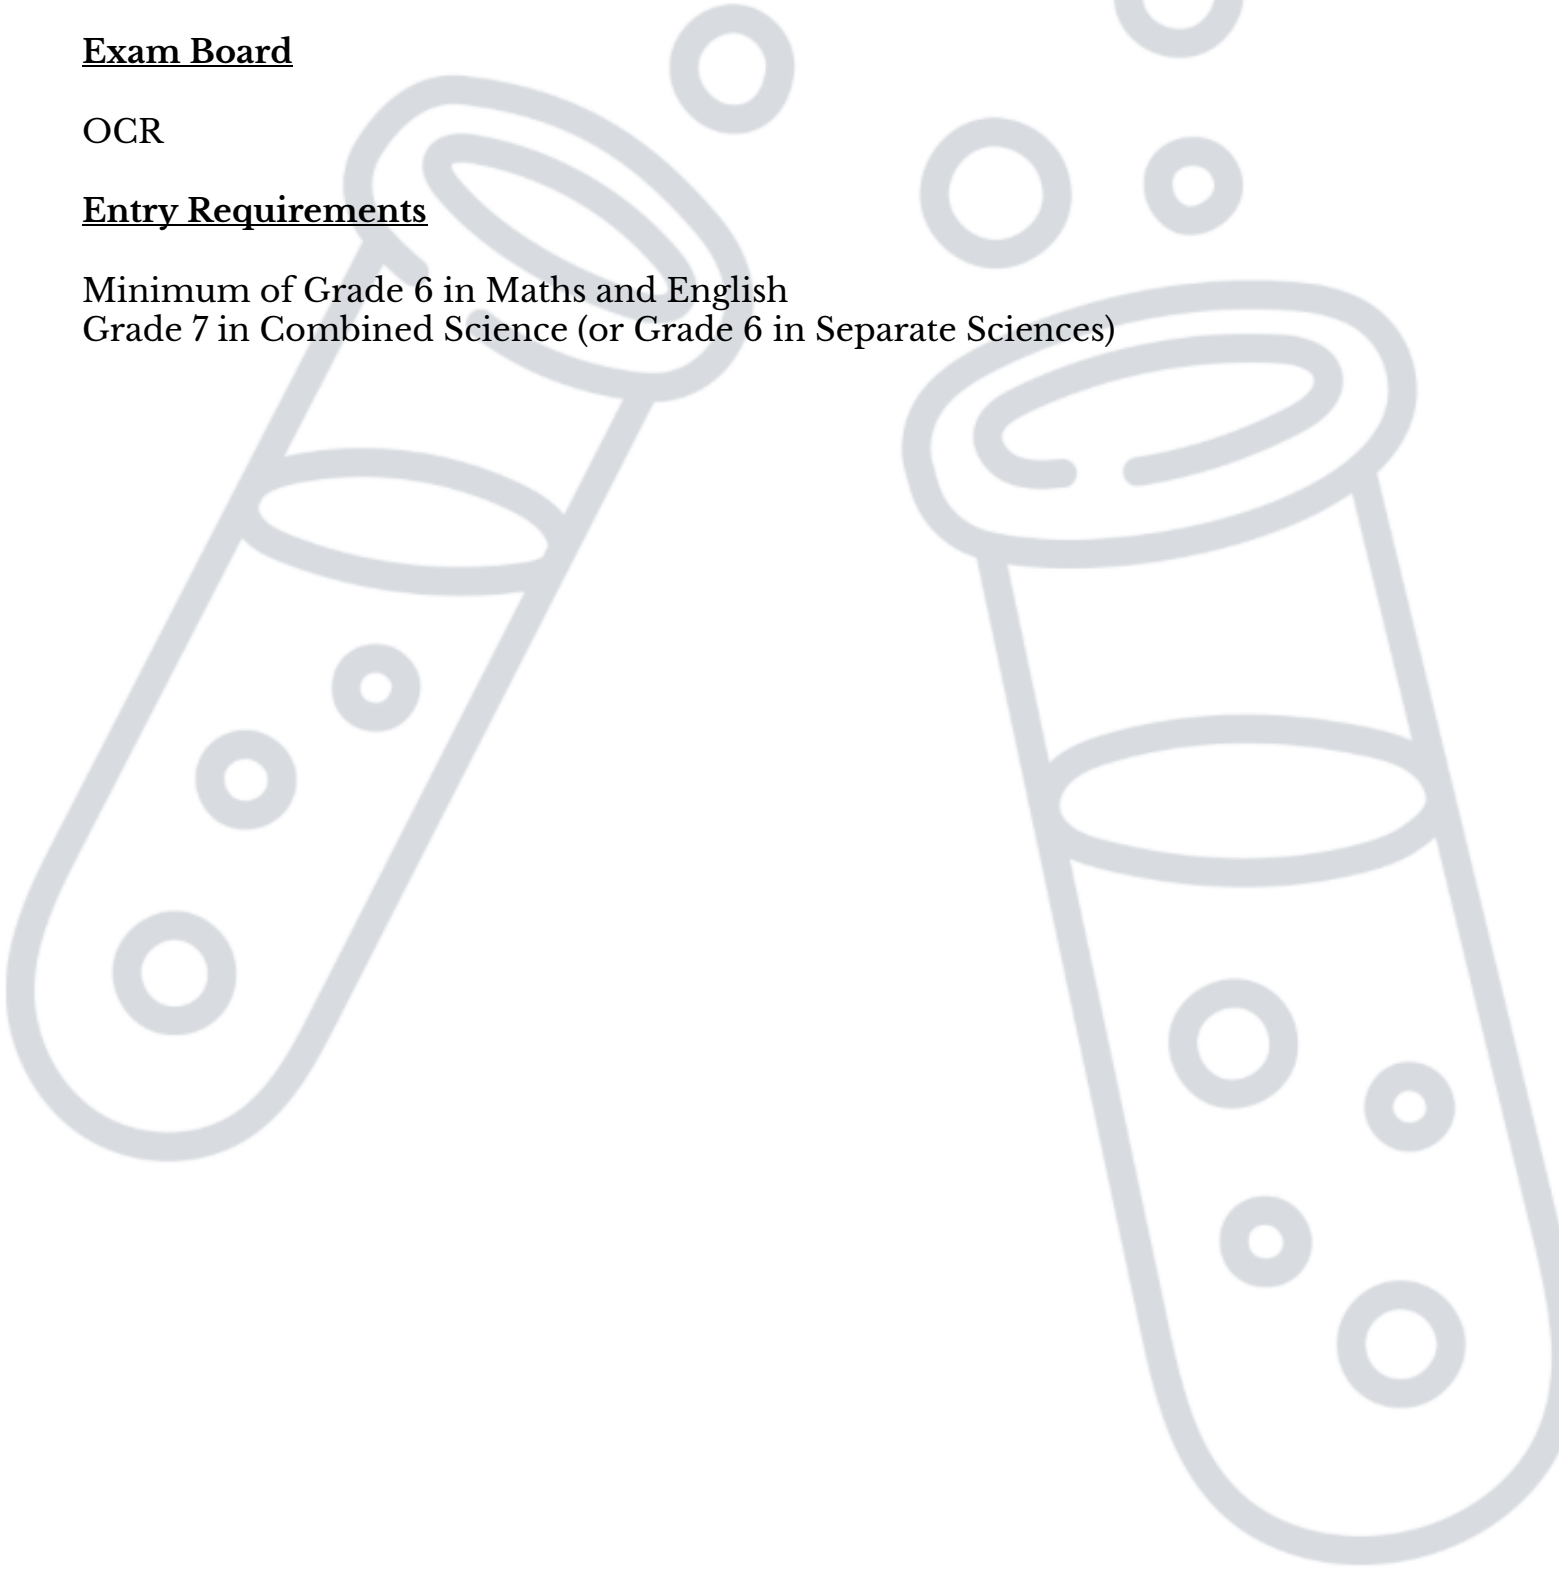 Exam Board
OCR
Entry Requirements
Minimum of Grade 6 in Maths and English
Grade 7 in Combined Science (or Grade 6 in Separate Sciences)